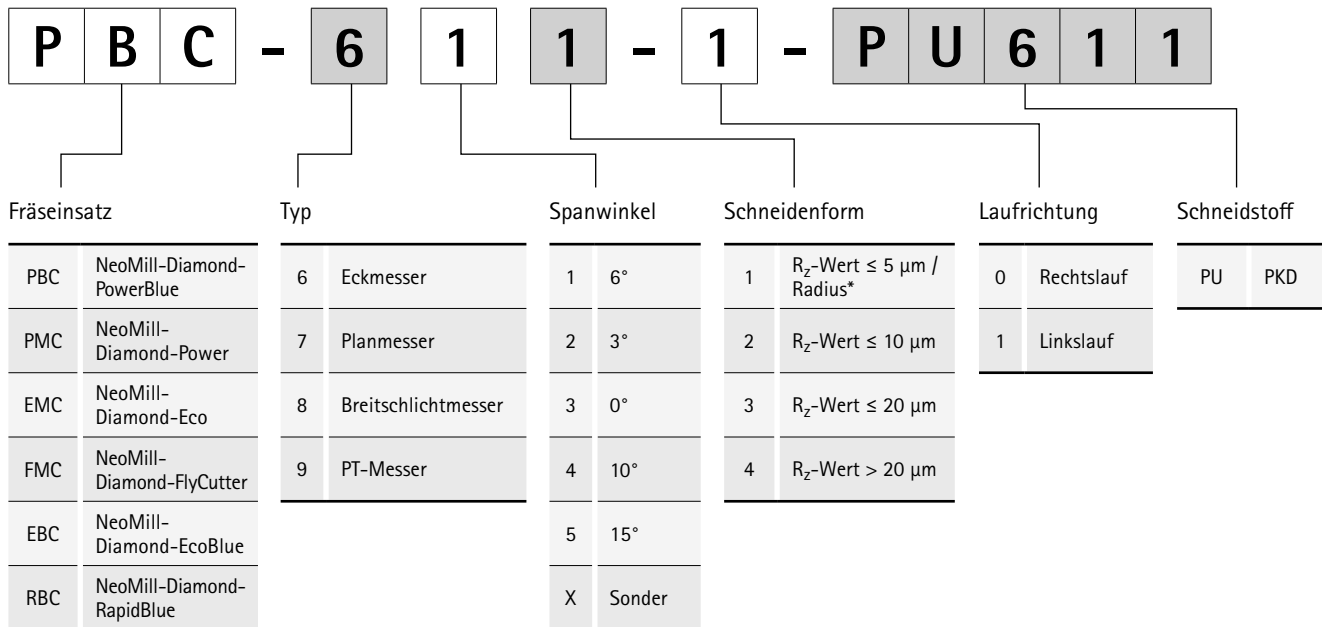 PBC - 6 1 1 - 1 - PU611
Fräseinsatz
PBC NeoMill-Diamond-
PowerBlue
PMC NeoMill-
Diamond-Power
EMC NeoMill-
Diamond-Eco
FMC NeoMill-
Diamond-FlyCutter
EBC NeoMill-
Diamond-EcoBlue
RBC NeoMill-Diamond-
RapidBlue
Typ
6 Eckmesser
7 Planmesser
8 Breitschlichtmesser
9 PT-Messer
Spanwinkel
1 6°
2 3°
3 0°
4 10°
5 15°
X Sonder
Schneidenform
1 Rz-Wert ≤ 5 µm /
Radius*
2 Rz-Wert ≤ 10 µm
3 Rz-Wert ≤ 20 µm
4 Rz-Wert > 20 µm
Laufrichtung
0 Rechtslauf
1 Linkslauf
Schneidstoff
PU PKD